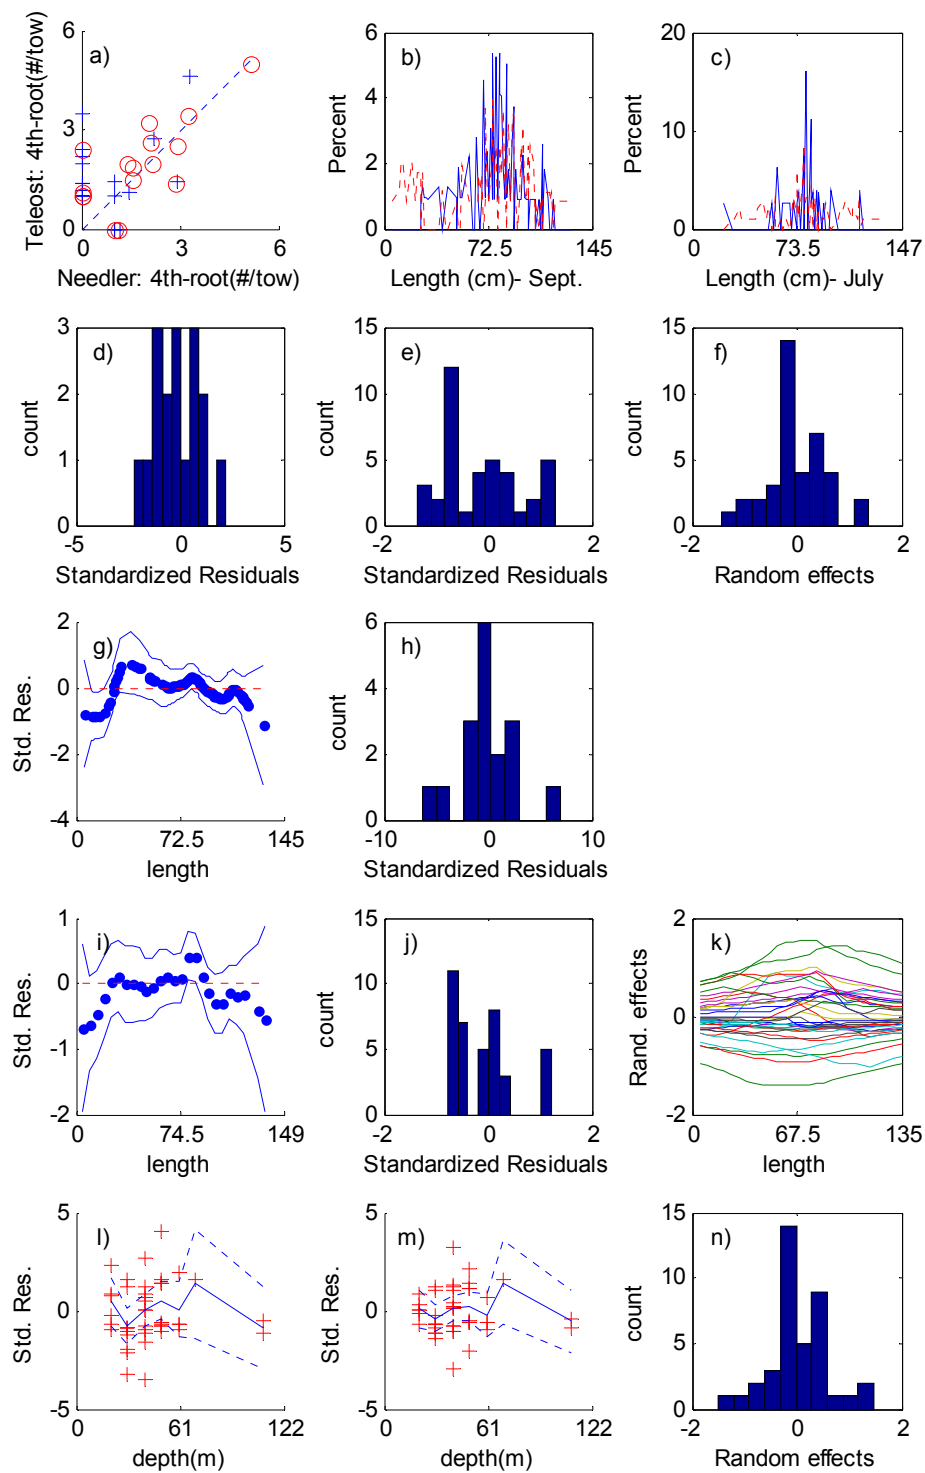 a)
Teleost: 4th-root(#/tow)
6
3
0
0
3
6
Needler: 4th-root(#/tow)
b)
Percent
6
4
2
0
0
72.5
145
Length (cm)- Sept.
c)
Percent
20
10
0
0
73.5
147
Length (cm)- July
d)
count
3
2
1
0
-5
0
5
Standardized Residuals
e)
count
15
10
5
0
-2
0
2
Standardized Residuals
f)
count
15
10
5
0
-2
0
2
Random effects
g)
Std. Res.
2
0
-2
-4
0
72.5
145
length
h)
count
6
4
2
0
-10
0
10
Standardized Residuals
i)
Std. Res.
1
0
-1
-2
0
74.5
149
length
j)
count
15
10
5
0
-2
0
2
Standardized Residuals
k)
Rand. effects
2
0
-2
0
67.5
135
length
l)
Std. Res.
5
0
-5
0
61
122
depth(m)
m)
Std. Res.
5
0
-5
0
61
122
depth(m)
n)
count
15
10
5
0
-2
0
2
Random effects